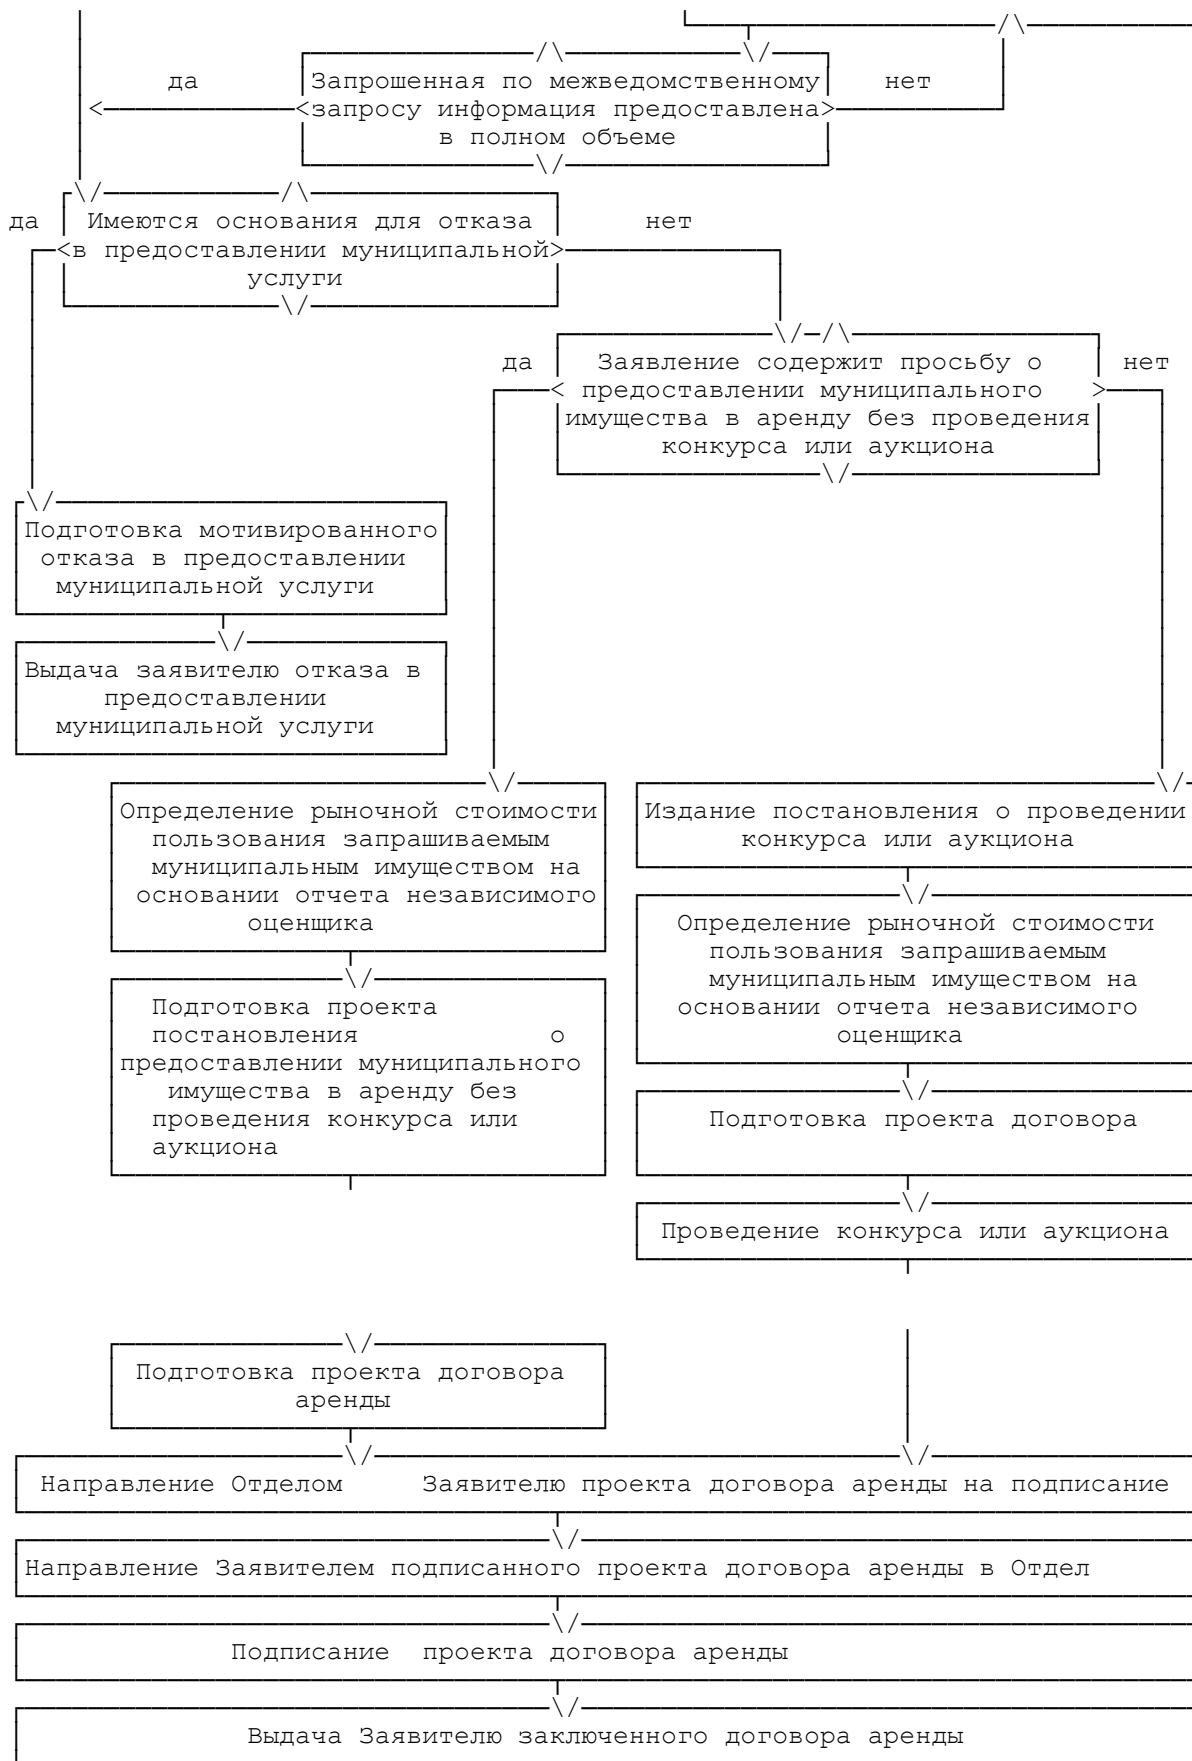 да
Запрошенная по межведомственному
нет
запросу информация предоставлена
в полном объеме
да
Имеются основания для отказа
нет
в предоставлении муниципальной
услуги
да
Заявление содержит просьбу о
нет
предоставлении муниципального
имущества в аренду без проведения
конкурса или аукциона
Подготовка мотивированного
отказа в предоставлении
муниципальной услуги
Выдача заявителю отказа в
предоставлении
муниципальной услуги
Определение рыночной стоимости
пользования запрашиваемым
муниципальным имуществом на
основании отчета независимого
оценщика
Подготовка проекта
постановления о
предоставлении муниципального
имущества в аренду без
проведения конкурса или
аукциона
Издание постановления о проведении
конкурса или аукциона
Определение рыночной стоимости
пользования запрашиваемым
муниципальным имуществом на
основании отчета независимого
оценщика
Подготовка проекта договора
Проведение конкурса или аукциона
Подготовка проекта договора
аренды
Направление Отделом Заявителю проекта договора аренды на подписание
Направление Заявителем подписанного проекта договора аренды в Отдел
Подписание проекта договора аренды
Выдача Заявителю заключенного договора аренды